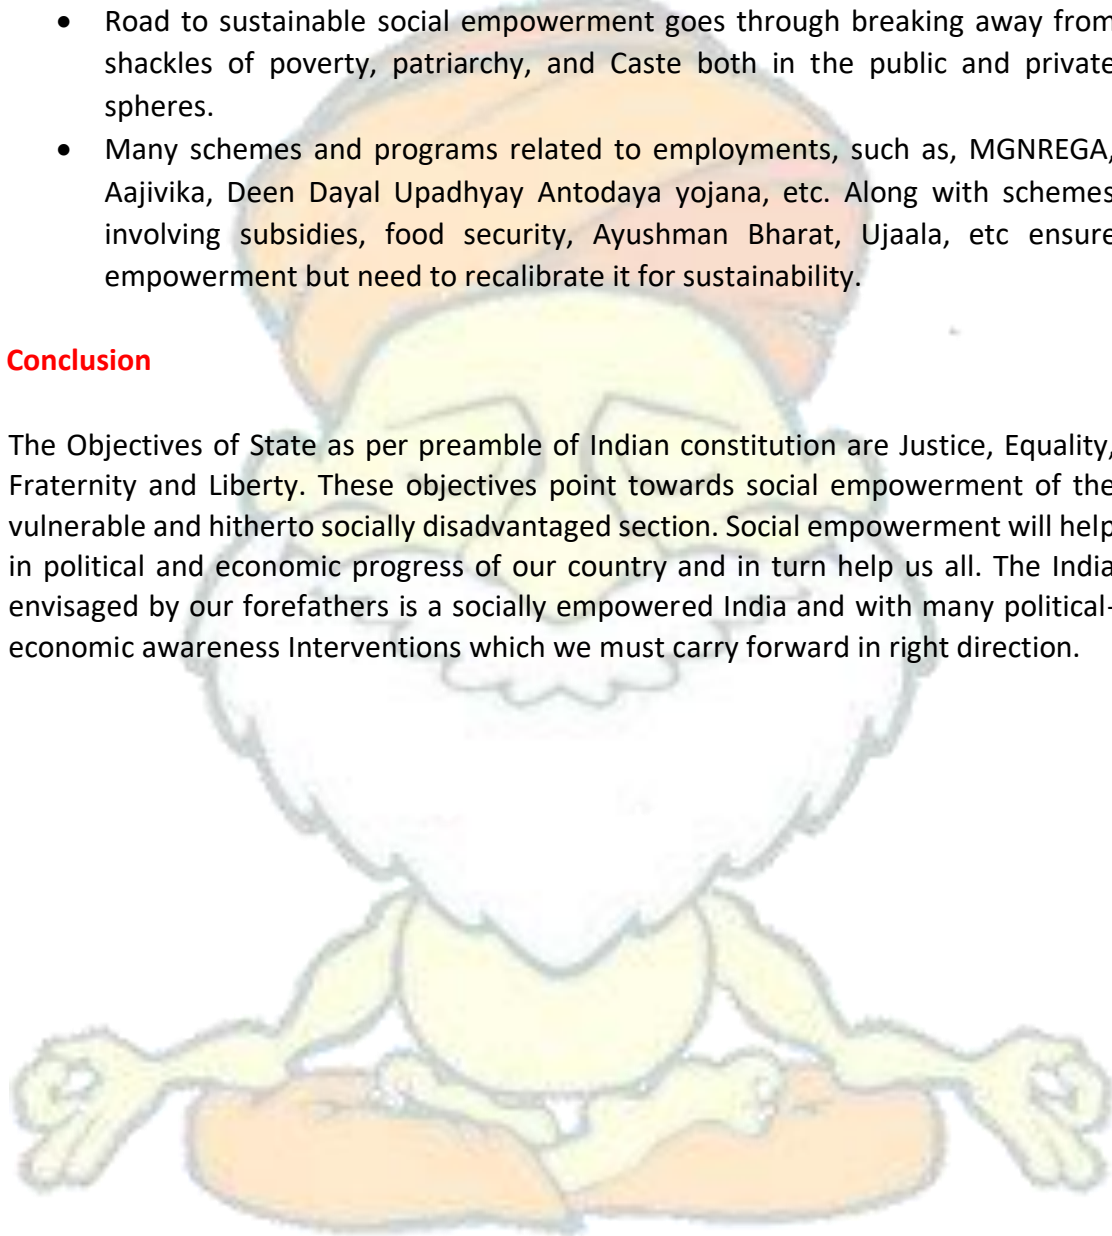 • Road to sustainable social empowerment goes through breaking away from
shackles of poverty, patriarchy, and Caste both in the public and private
spheres.
• Many schemes and programs related to employments, such as, MGNREGA,
Aajivika, Deen Dayal Upadhyay Antodaya yojana, etc. Along with schemes
involving subsidies, food security, Ayushman Bharat, Ujaala, etc ensure
empowerment but need to recalibrate it for sustainability.
Conclusion
The Objectives of State as per preamble of Indian constitution are Justice, Equality,
Fraternity and Liberty. These objectives point towards social empowerment of the
vulnerable and hitherto socially disadvantaged section. Social empowerment will help
in political and economic progress of our country and in turn help us all. The India
envisaged by our forefathers is a socially empowered India and with many political-
economic awareness Interventions which we must carry forward in right direction.